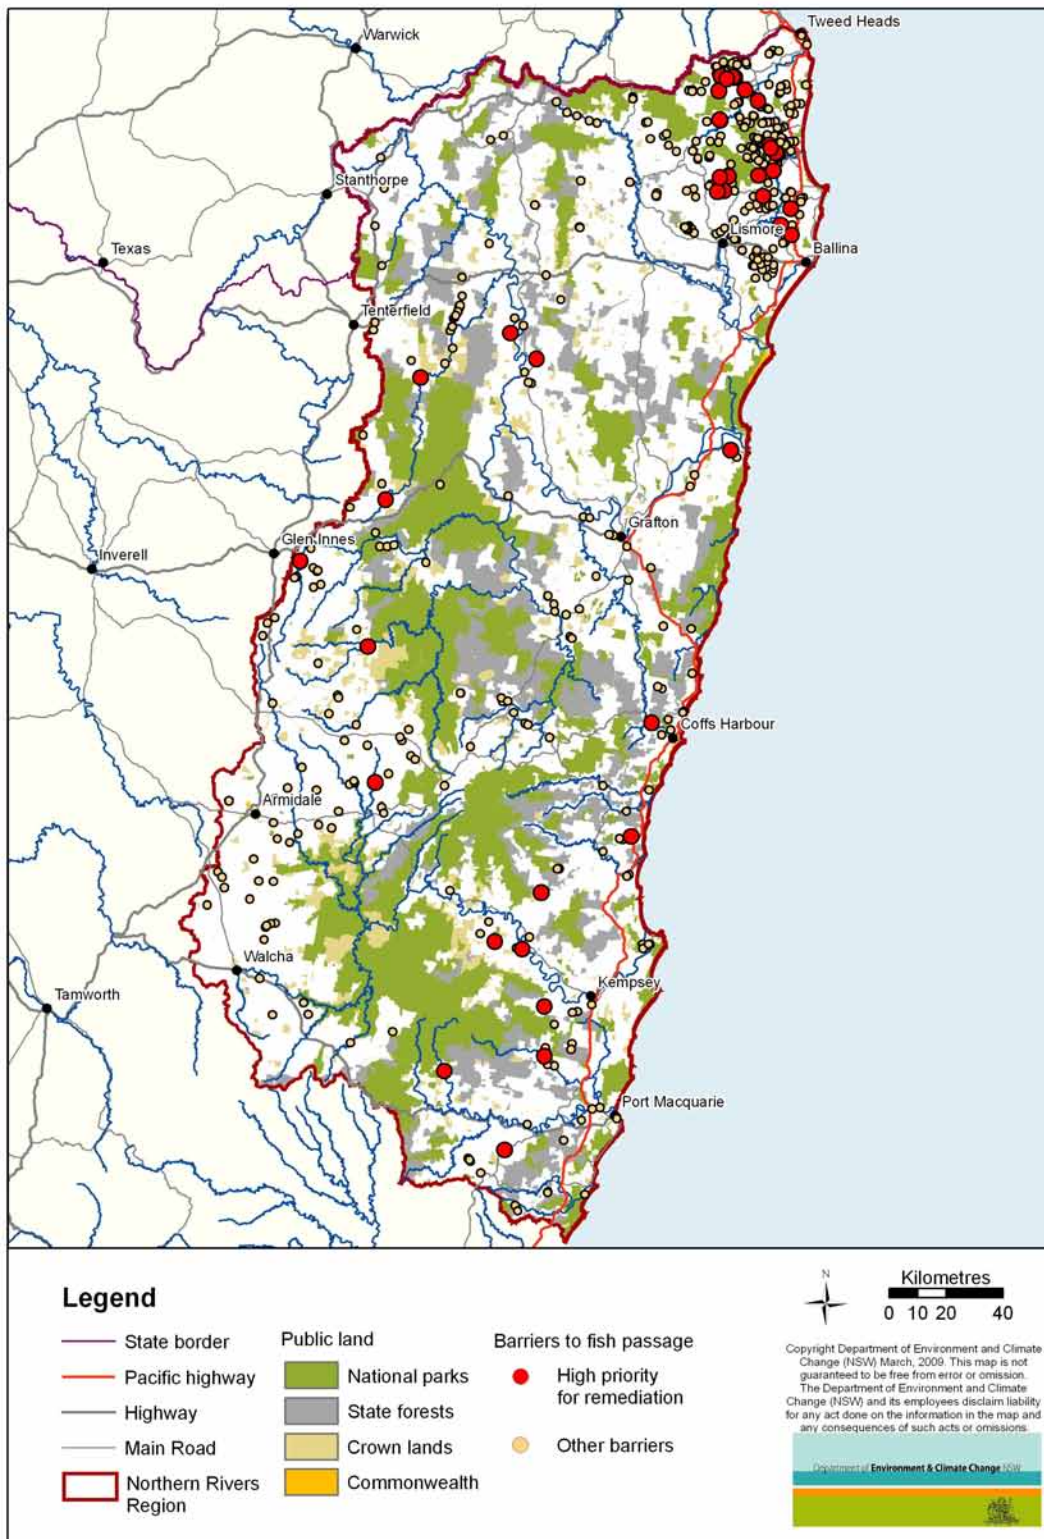 Tweed Heads
Warwick
Stanthorpe
Texas
Lismore
Ballina
Tenterfield
Grafton
Glen Innes
Inverell
Coffs Harbour
Armidale
Walcha
Tamworth
Kempsey
Port Macquarie
Legend
State border
Pacific highway
Highway
Main Road
Northern Rivers
Region
Public land
National parks
State forests
Crown lands
Commonwealth
Barriers to fish passage
High priority
for remediation
Other barriers
N
Kilometres
0 10 20 40
Copyright Department of Environment and Climate
Change (NSW) March, 2009. This map is not
guaranteed to be free from error or omission.
The Department of Environment and Climate
Change (NSW) and its employees disclaim liability
for any act done on the information in the map and
any consequences of such acts or omissions.
Department of Environment & Climate Change NSW